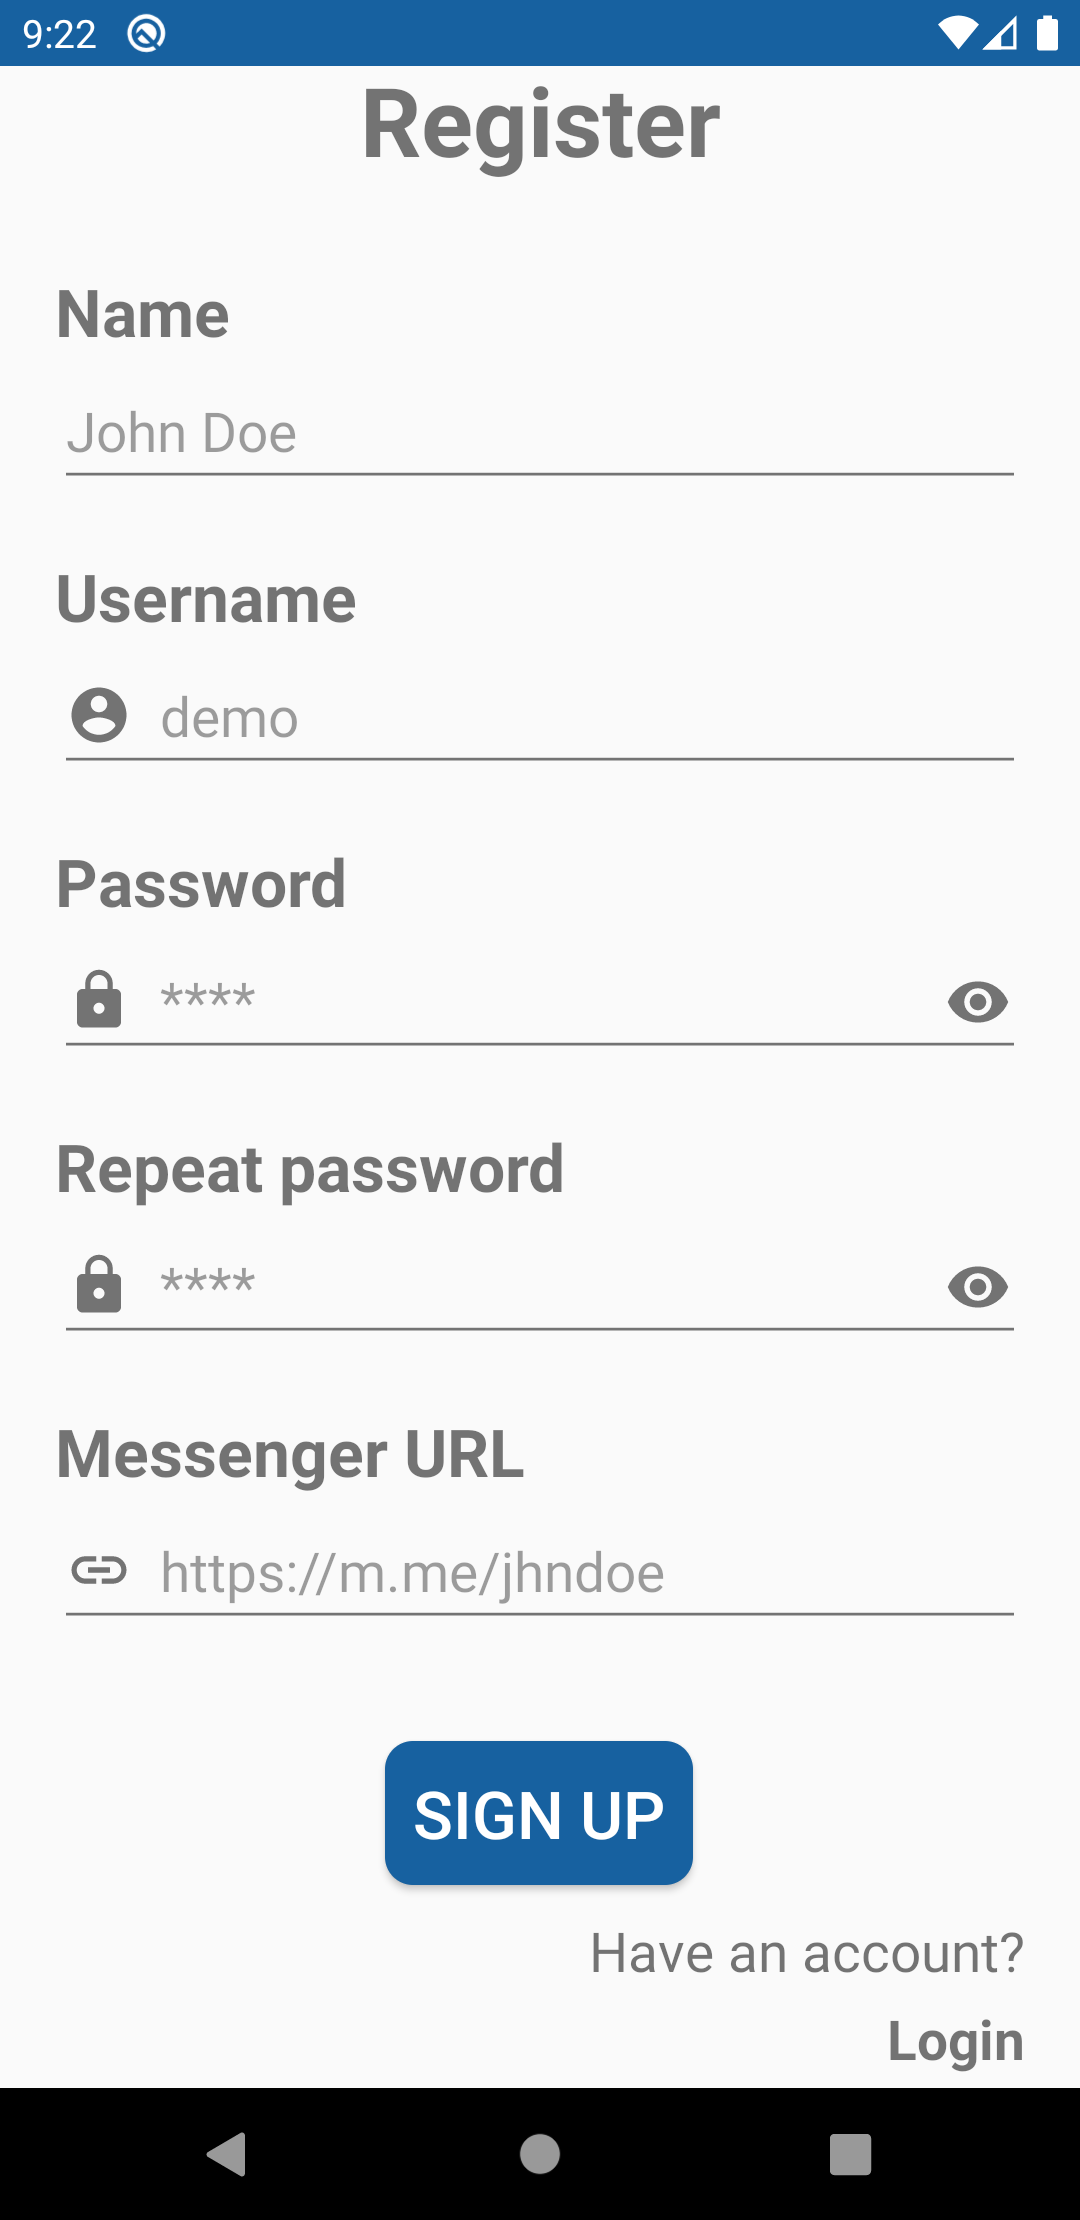 9:22
Register
Name
John Doe
Username
demo
Password
****
Repeat password
****
Messenger URL
https://m.me/jhndoe
SIGN UP
Have an account?
Login